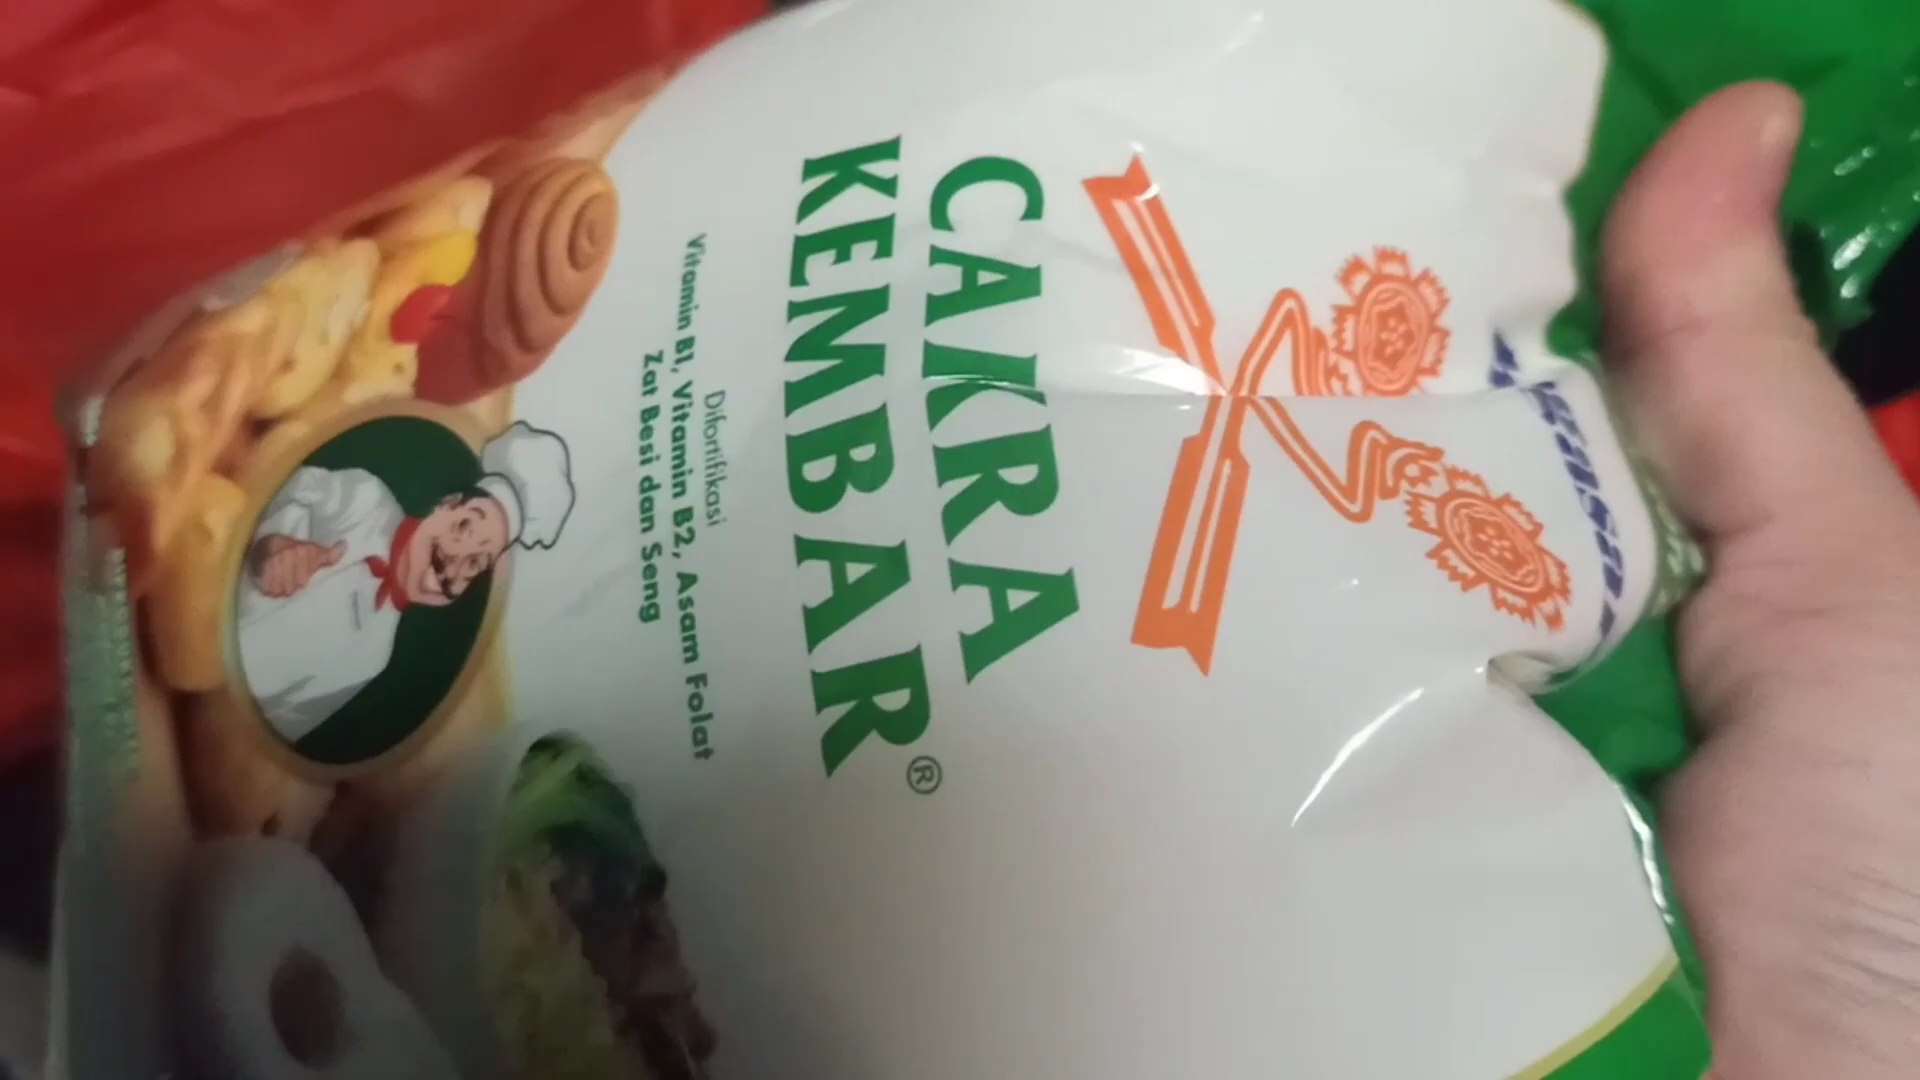 CAKRA
KEMBAR®
Difortifikasi
Vitamin B1, Vitamin B2, Asam Folat
Zat Besi dan Seng